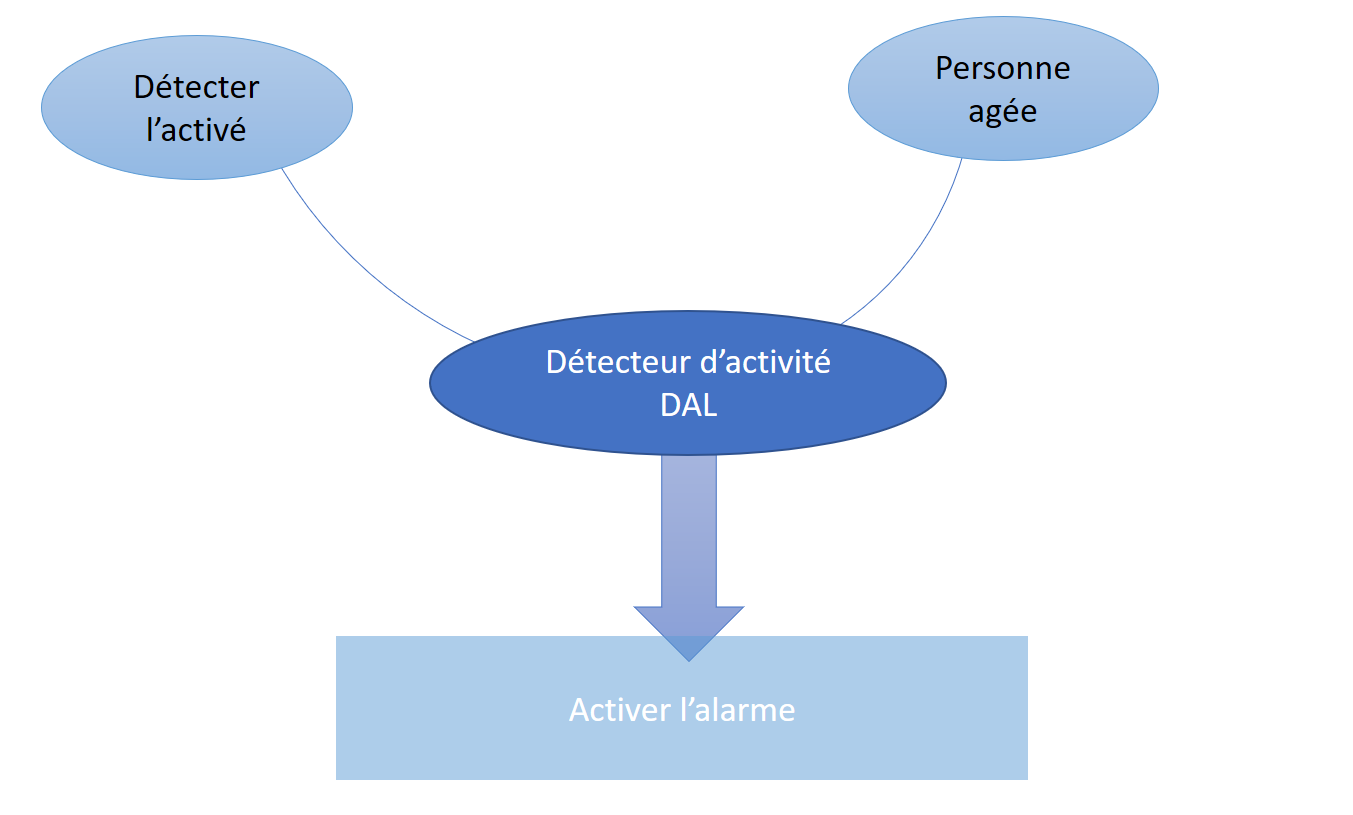 Détecter
l’activé
Personne
agée
Détecteur d’activité
DAL
Activer l’alarme